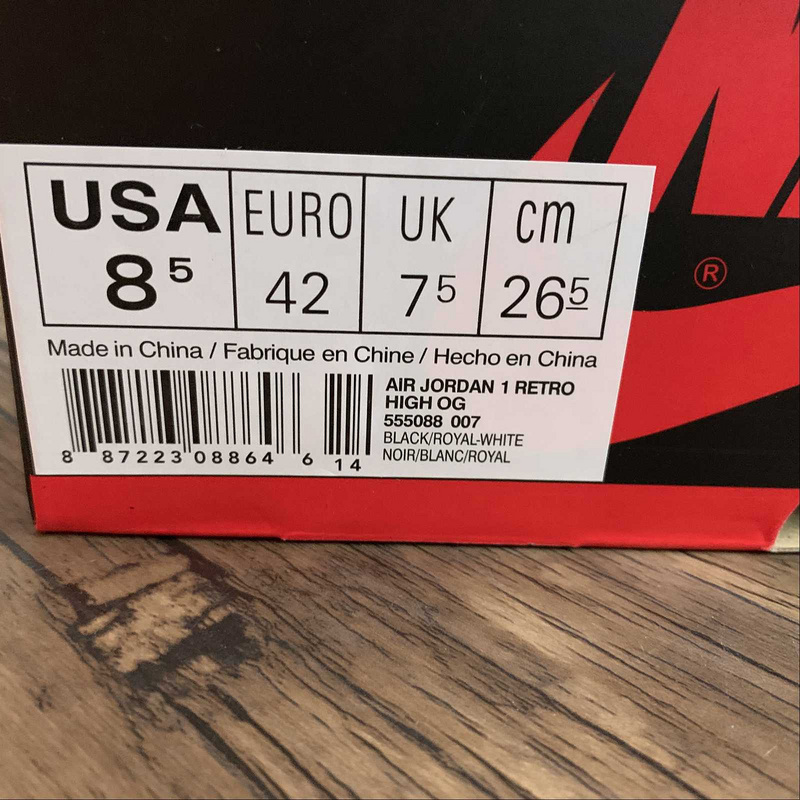 USA EURO UK cm
8 5 42 7 5 26 5
Made in China / Fabrique en Chine / Hecho en China
AIR JORDAN 1 RETRO
HIGH OG
555088 007
BLACK/ROYAL-WHITE
NOIR/BLANC/ROYAL
8 87223 08864 6 14
®